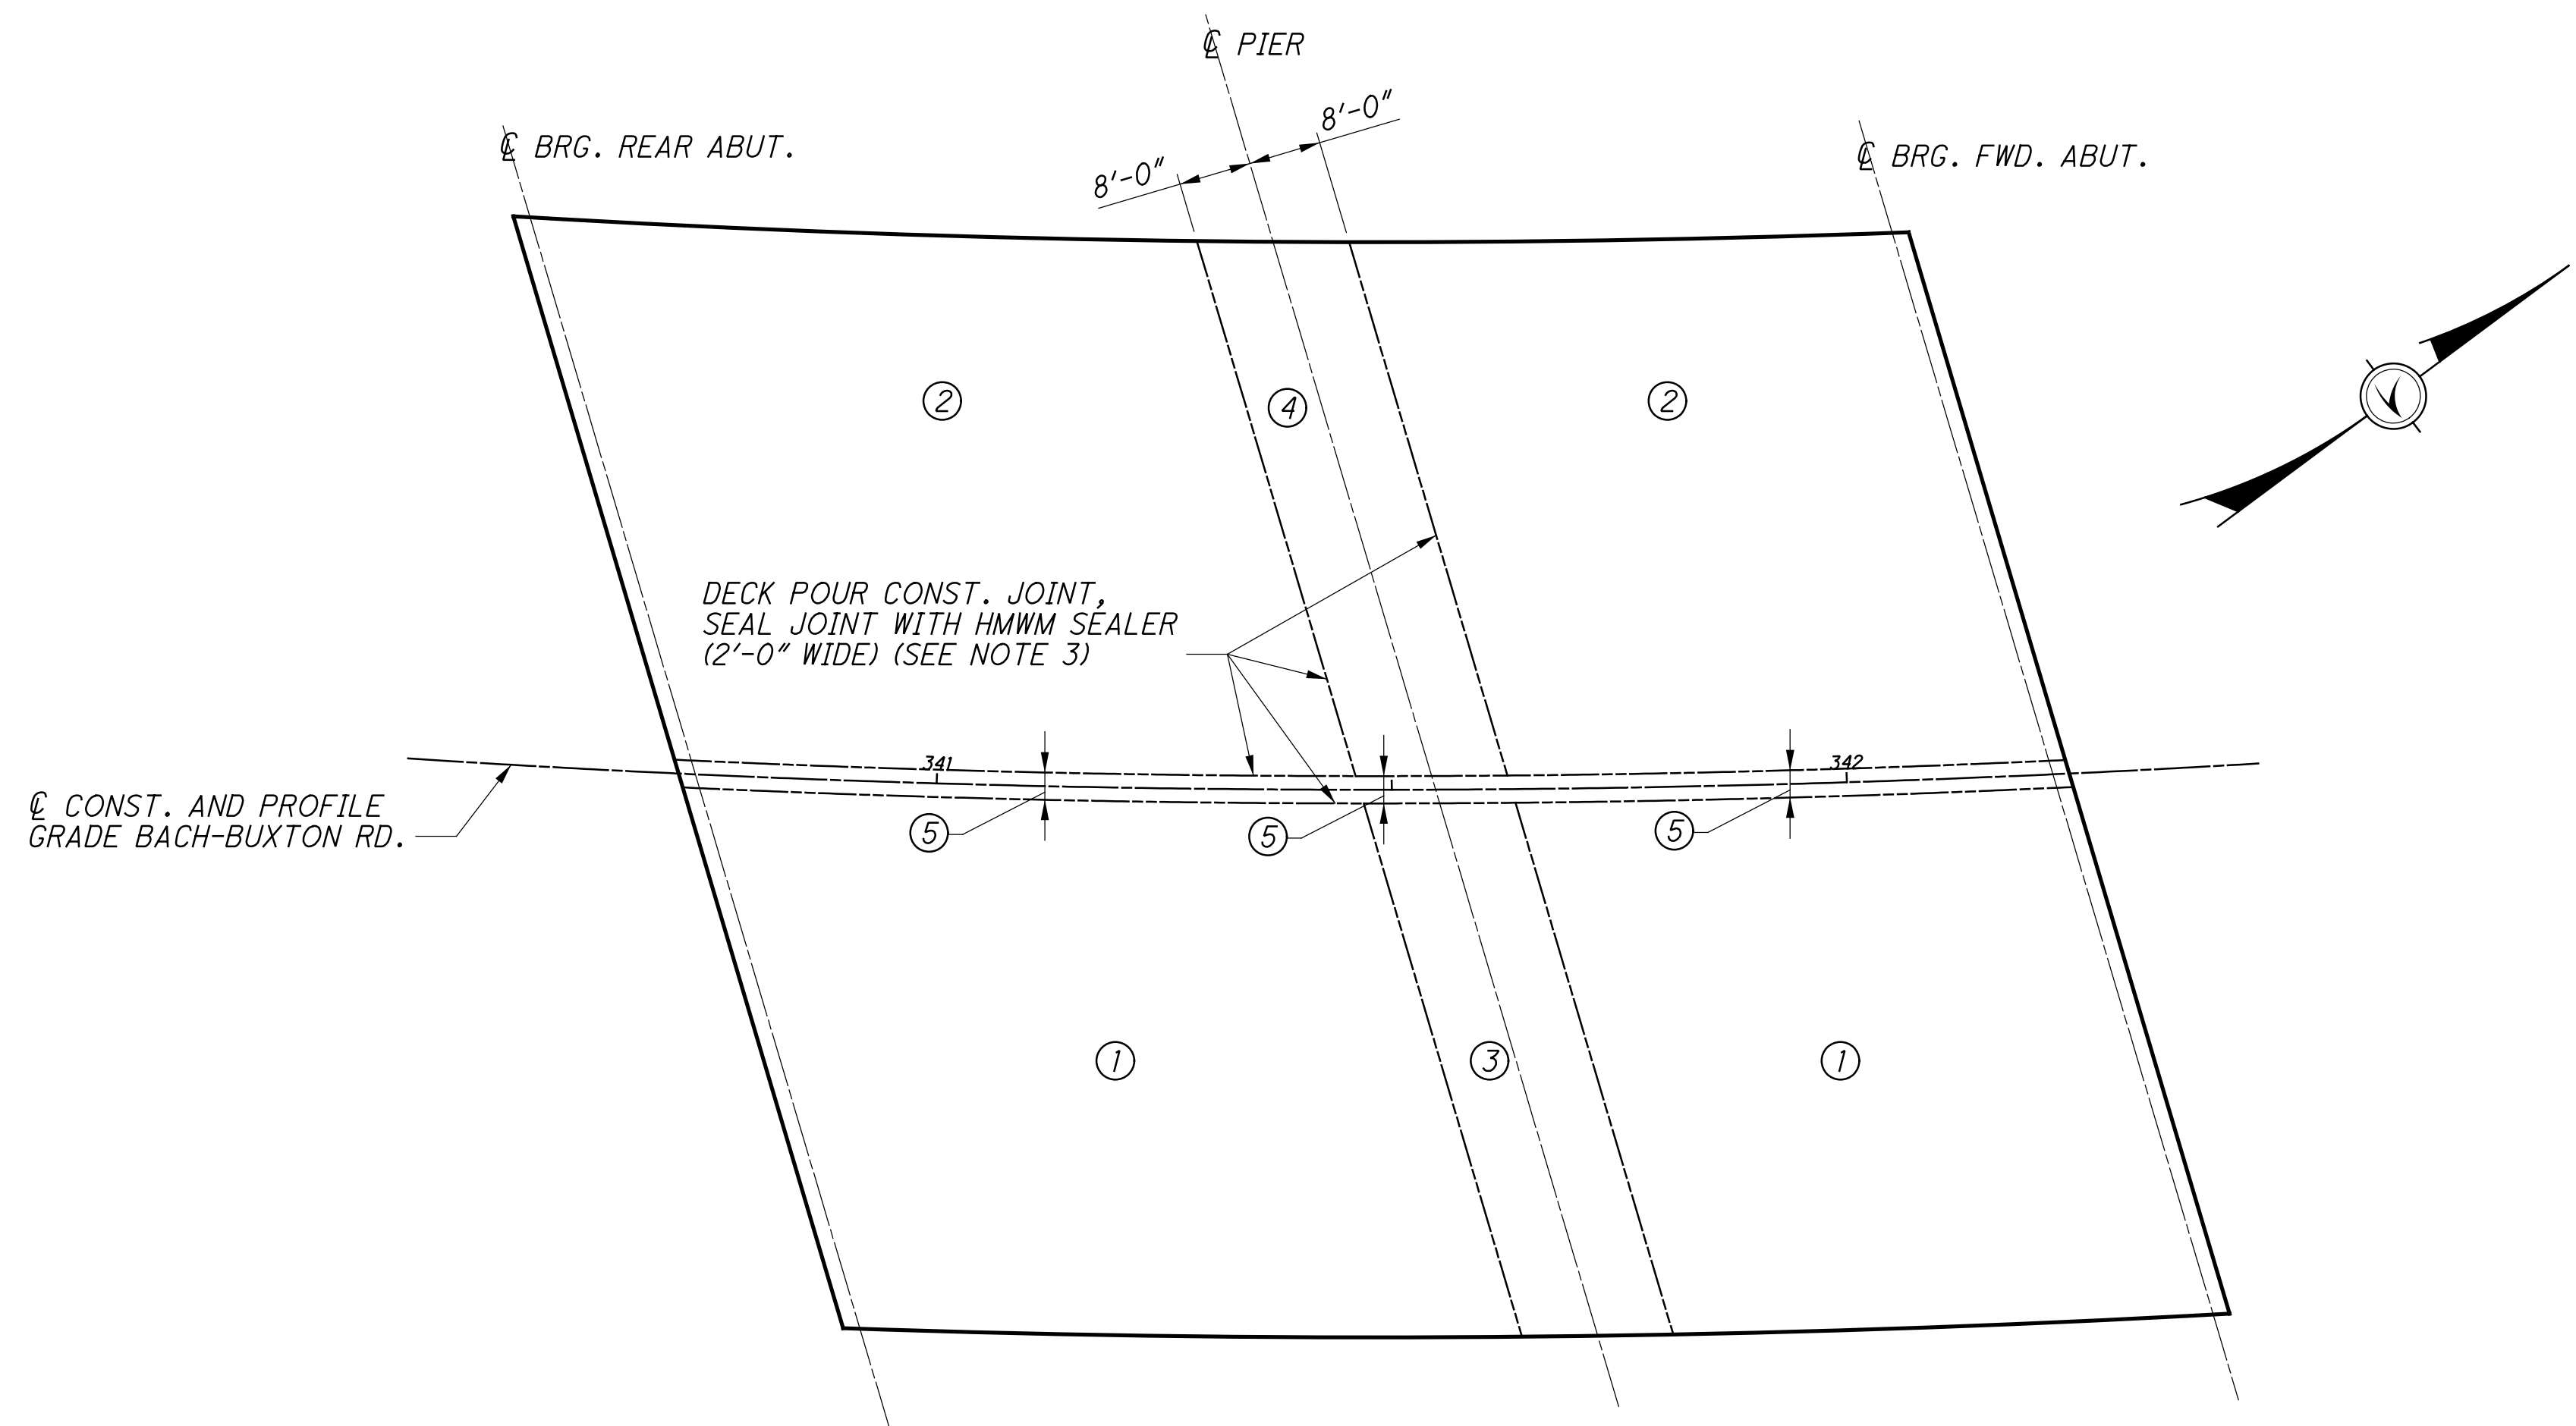 ℄ PIER
8'-0"
8'-0"
℄ BRG. REAR ABUT.
℄ BRG. FWD. ABUT.
2
4
2
DECK POUR CONST. JOINT,
SEAL JOINT WITH HMWM SEALER
(2'-0" WIDE) (SEE NOTE 3)
341
342
℄ CONST. AND PROFILE
GRADE BACH-BUXTON RD.
5
5
5
1
3
1